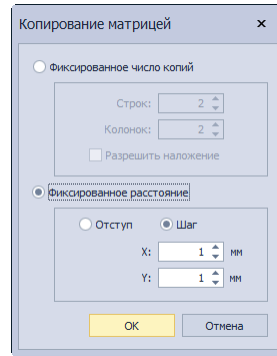 Копирование матрицей
Фиксированное число копий
Строк: 2
Колонок: 2
Разрешить наложение
Фиксированное расстояние
Отступ Шаг
X: 1 мм
Y: 1 мм
OK Отмена